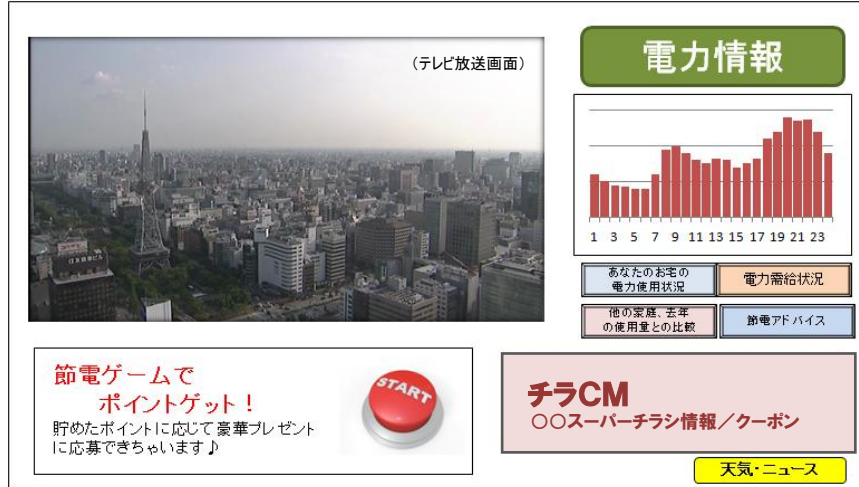 (テレビ放送画面)
電力情報
1 3 5 7 9 11 13 15 17 19 21 23
あなたのお宅の
電力使用状況
電力需給状況
他の家庭、去年
の使用量との比較
節電アドバイス
節電ゲームで
ポイントゲット！
貯めたポイントに応じて豪華プレゼント
に応募できちゃいます♪
START
チラCM
○○スーパーチラシ情報／クーポン
天気・ニュース